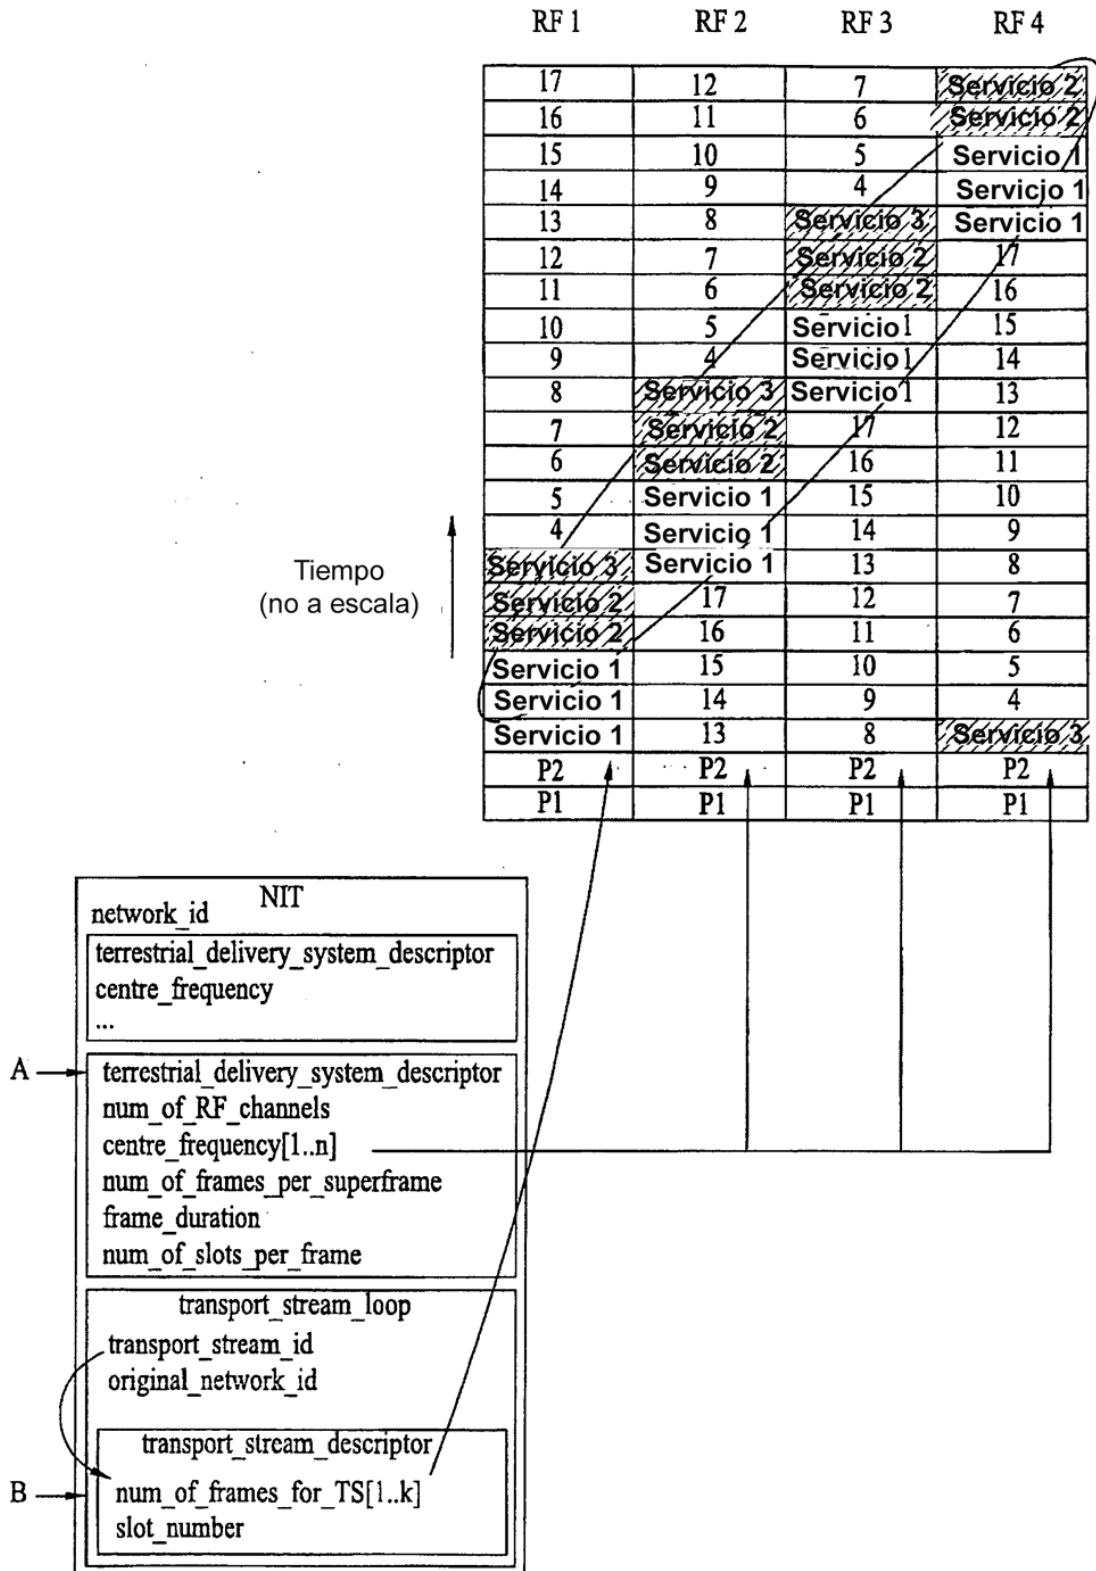 RF 1 RF 2 RF 3 RF 4
17 12 7 Servicio 2
16 11 6 Servicio 2
15 10 5 Servicio 1
14 9 4 Servicio 1
13 8 Servicio 3 Servicio 1
12 7 Servicio 2 17
11 6 Servicio 2 16
10 5 Servicio 1 15
9 4 Servicio 1 14
8 Servicio 3 Servicio 1 13
7 Servicio 2 17 12
6 Servicio 2 16 11
5 Servicio 1 15 10
4 Servicio 1 14 9
Servicio 3 Servicio 1 13 8
Servicio 2 17 12 7
Servicio 2 16 11 6
Servicio 1 15 10 5
Servicio 1 14 9 4
Servicio 1 13 8 Servicio 3
P2 P2 P2 P2
P1 P1 P1 P1
Tiempo
(no a escala)
NIT
network_id
terrestrial_delivery_system_descriptor
centre_frequency
...
A
terrestrial_delivery_system_descriptor
num_of_RF_channels
centre_frequency[1..n]
num_of_frames_per_superframe
frame_duration
num_of_slots_per_frame
transport_stream_loop
transport_stream_id
original_network_id
transport_stream_descriptor
B
num_of_frames_for_TS[1..k]
slot_number